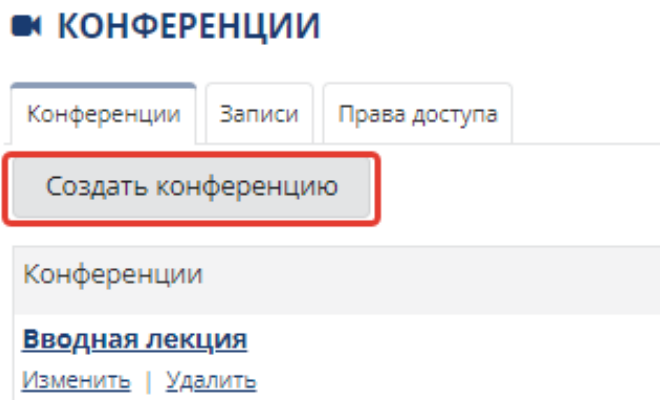 КОНФЕРЕНЦИИ
Конференции Записи Права доступа
Создать конференцию
Конференции
Вводная лекция
Изменить | Удалить